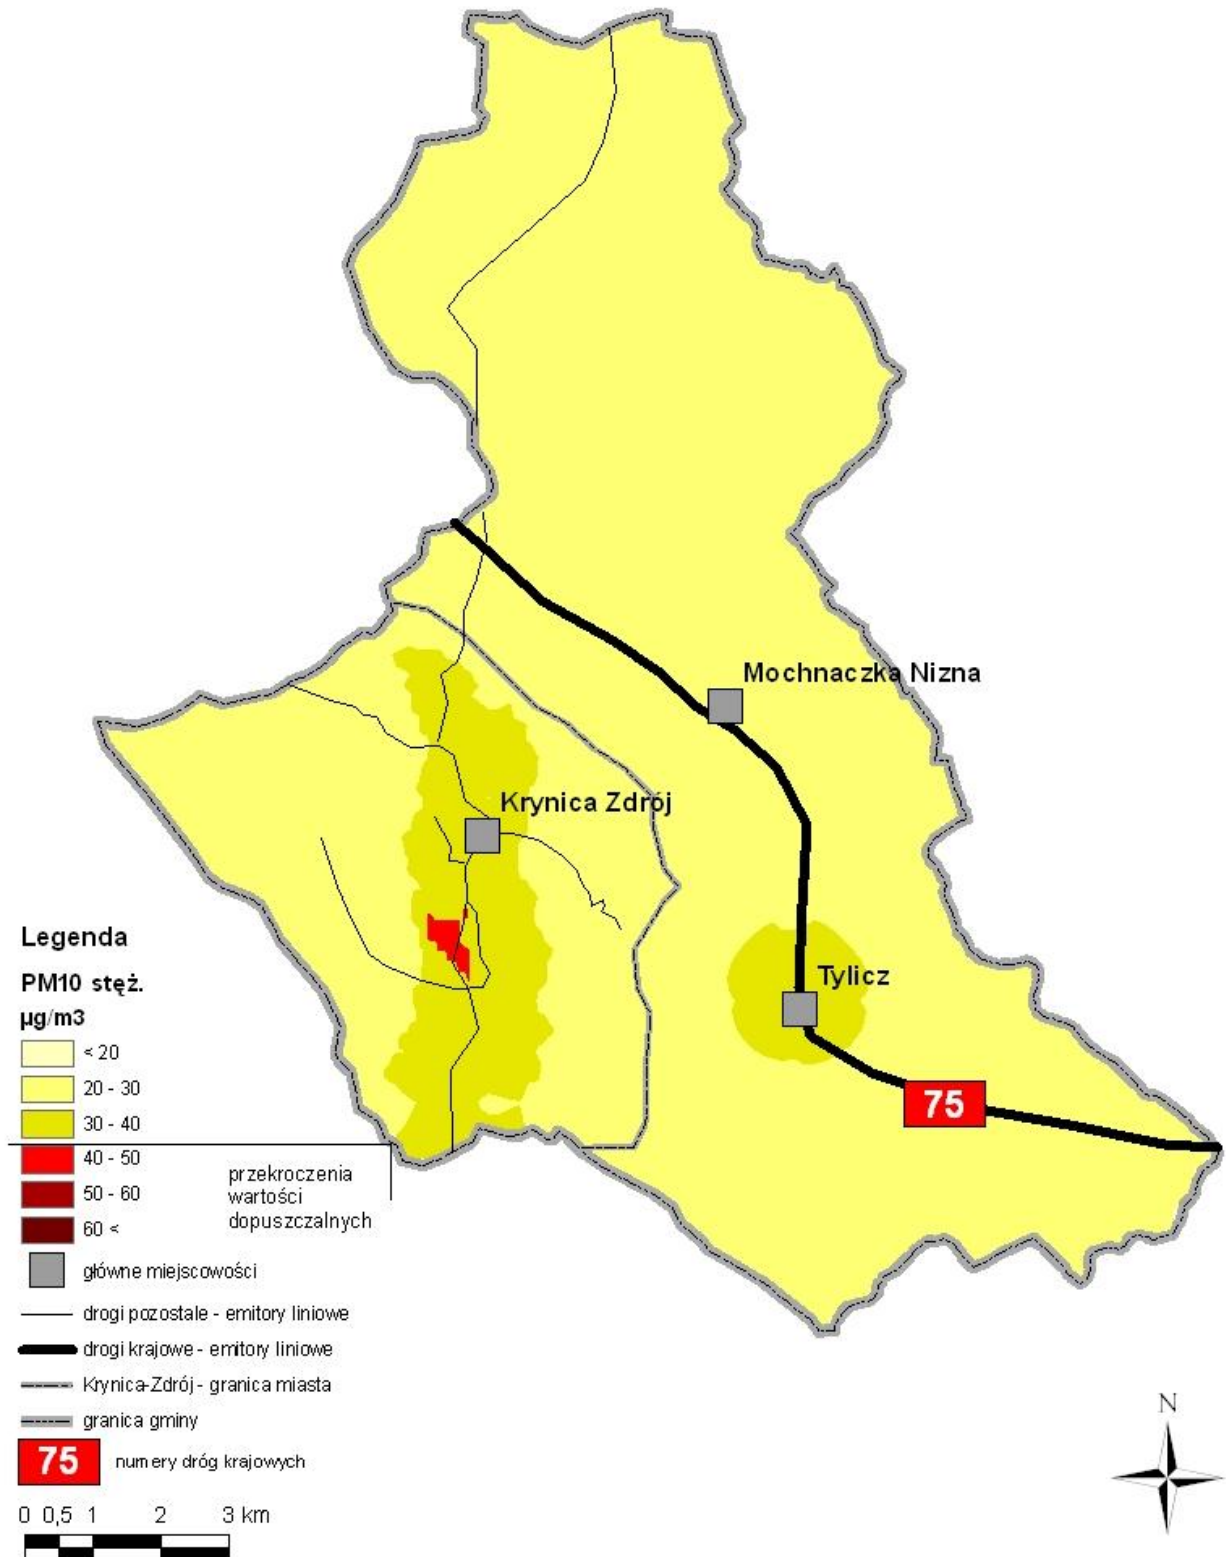 Mochnaczka Nizna
Krynica Zdrój
Tylicz
75
Legenda
PM10 stęż.
µg/m3
< 20
20 - 30
30 - 40
40 - 50
50 - 60
60 <
przekroczenia
wartości
dopuszczalnych
główne miejscowości
drogi pozostałe - emitory liniowe
drogi krajowe - emitory liniowe
Krynica-Zdrój - granica miasta
granica gminy
75 numery dróg krajowych
0 0,5 1 2 3 km
N